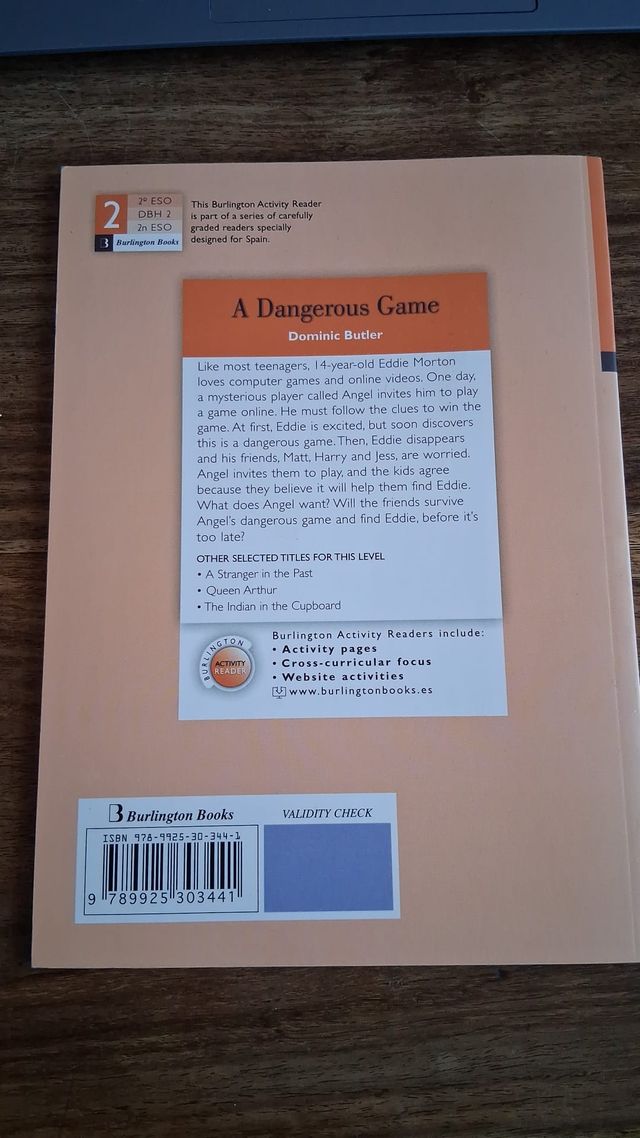 2
2º ESO
DBH 2
2n ESO
Burlington Books
This Burlington Activity Reader
is part of a series of carefully
graded readers specially
designed for Spain.
A Dangerous Game
Dominic Butler
Like most teenagers, 14-year-old Eddie Morton
loves computer games and online videos. One day,
a mysterious player called Angel invites him to play
a game online. He must follow the clues to win the
game. At first, Eddie is excited, but soon discovers
this is a dangerous game. Then, Eddie disappears
and his friends, Matt, Harry and Jess, are worried.
Angel invites them to play, and the kids agree
because they believe it will help them find Eddie.
What does Angel want? Will the friends survive
Angel's dangerous game and find Eddie, before it's
too late?
OTHER SELECTED TITLES FOR THIS LEVEL
• A Stranger in the Past
• Queen Arthur
• The Indian in the Cupboard
BURLINGTON
ACTIVITY
READER
Burlington Activity Readers include:
• Activity pages
• Cross-curricular focus
• Website activities
www.burlingtonbooks.es
Burlington Books
VALIDITY CHECK
ISBN 978-9925-30-344-1
9 789925 303441